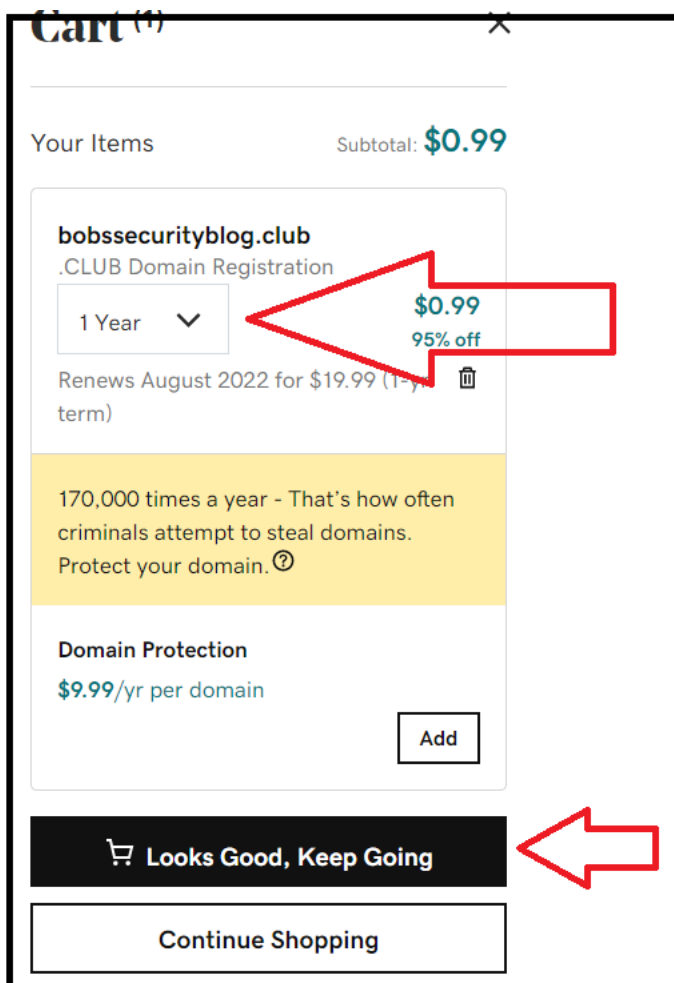 Cart (1)
Your Items
Subtotal: $0.99
bobssecurityblog.club
.CLUB Domain Registration
1 Year
$0.99
95% off
Renews August 2022 for $19.99 (1-yr
term)
170,000 times a year - That's how often
criminals attempt to steal domains.
Protect your domain. ?
Domain Protection
$9.99/yr per domain
Add
Looks Good, Keep Going
Continue Shopping